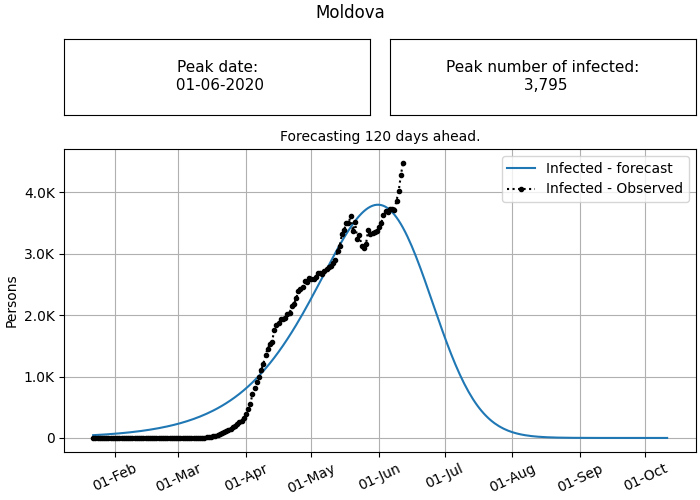 Moldova
Peak date:
01-06-2020
Peak number of infected:
3,795
Forecasting 120 days ahead.
Infected - forecast
Infected - Observed
4.0K
3.0K
2.0K
1.0K
0
Persons
01-Feb
01-Mar
01-Apr
01-May
01-Jun
01-Jul
01-Aug
01-Sep
01-Oct